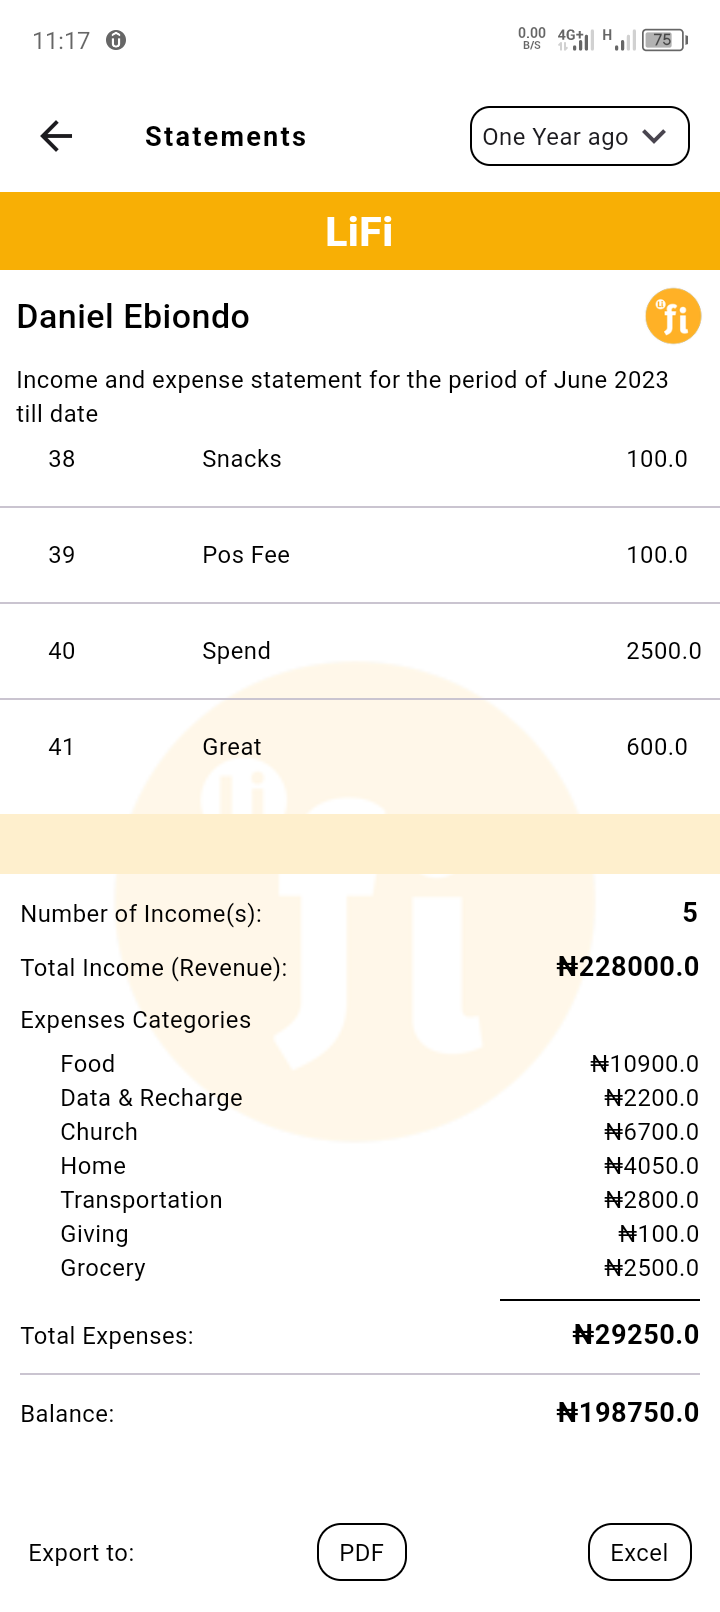 11:17
0.00 B/S 4G+ H 75
Statements
One Year ago
LiFi
Daniel Ebiondo
Li fi
Income and expense statement for the period of June 2023
till date
38 Snacks 100.0
39 Pos Fee 100.0
40 Spend 2500.0
41 Great 600.0
Li fi
Number of Income(s): 5
Total Income (Revenue): ₦228000.0
Expenses Categories
Food ₦10900.0
Data & Recharge ₦2200.0
Church ₦6700.0
Home ₦4050.0
Transportation ₦2800.0
Giving ₦100.0
Grocery ₦2500.0
Total Expenses: ₦29250.0
Balance: ₦198750.0
Export to: PDF Excel